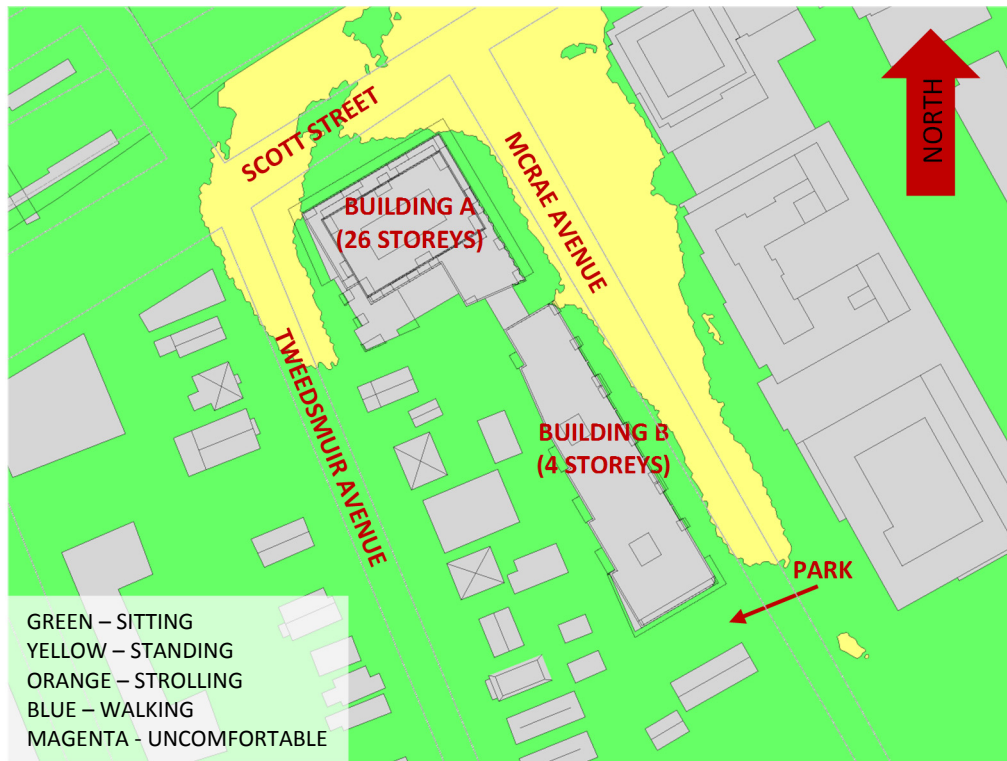 NORTH
SCOTT STREET
MCRAE AVENUE
BUILDING A
(26 STOREYS)
TWEEDSMUIR AVENUE
BUILDING B
(4 STOREYS)
PARK
GREEN – SITTING
YELLOW – STANDING
ORANGE – STROLLING
BLUE – WALKING
MAGENTA - UNCOMFORTABLE